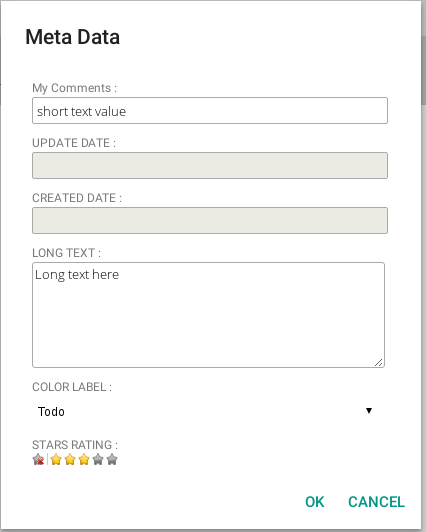 Meta Data
My Comments :
short text value
UPDATE DATE :
CREATED DATE :
LONG TEXT :
Long text here
COLOR LABEL :
Todo
STARS RATING :
OK CANCEL